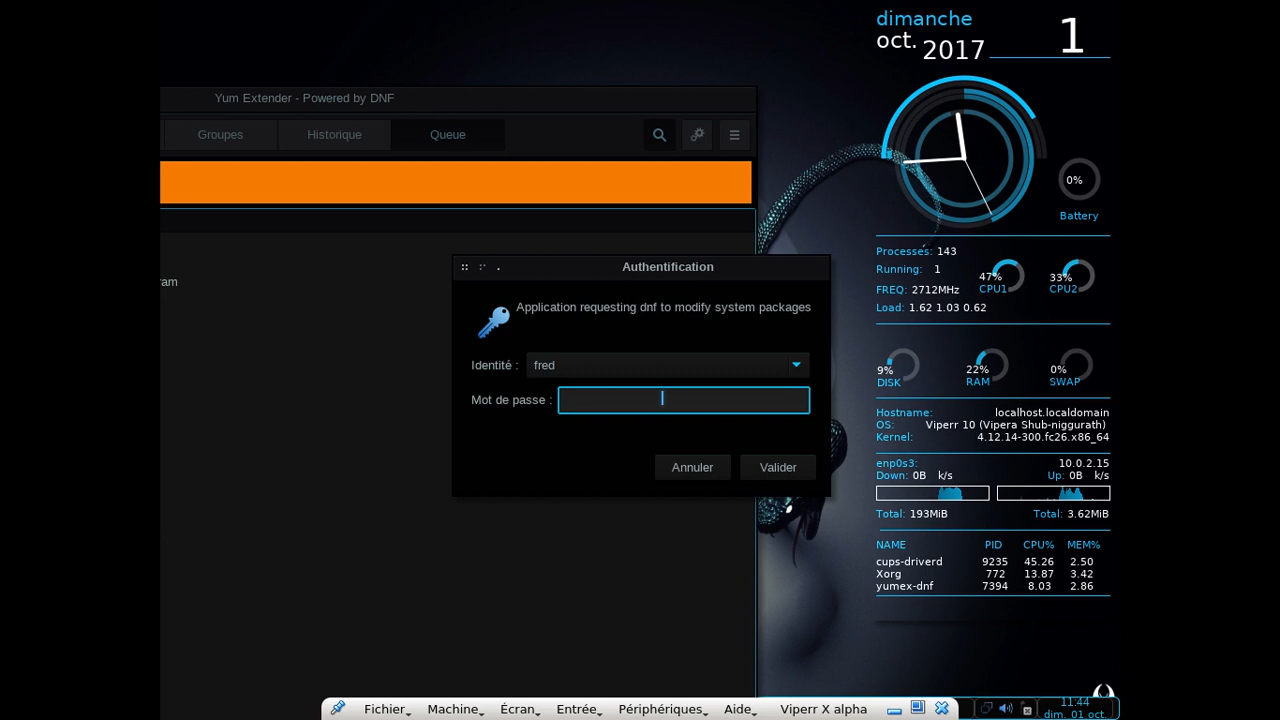 dimanche
oct. 2017 1
Yum Extender - Powered by DNF
Groupes Historique Queue
0%
Battery
ram
Authentification
Application requesting dnf to modify system packages
Identité : fred
Mot de passe :
Annuler Valider
Processes: 143
Running: 1
47% 33%
FREQ: 2712MHz CPU1 CPU2
Load: 1.62 1.03 0.62
9% 22% 0%
DISK RAM SWAP
Hostname: localhost.localdomain
OS: Viperr 10 (Vipera Shub-niggurath)
Kernel: 4.12.14-300.fc26.x86_64
enp0s3: 10.0.2.15
Down: 0B k/s Up: 0B k/s
Total: 193MiB Total: 3.62MiB
NAME PID CPU% MEM%
cups-driverd 9235 45.26 2.50
Xorg 772 13.87 3.42
yumex-dnf 7394 8.03 2.86
Fichier Machine Écran Entrée Périphériques Aide Viperr X alpha
11:44
dim. 01 oct.